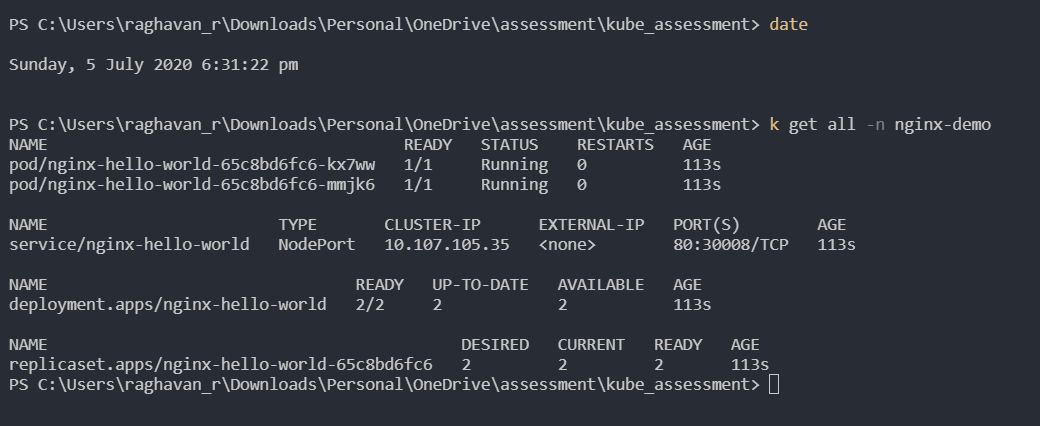 PS C:\Users\raghavan_r\Downloads\Personal\OneDrive\assessment\kube_assessment> date
Sunday, 5 July 2020 6:31:22 pm
PS C:\Users\raghavan_r\Downloads\Personal\OneDrive\assessment\kube_assessment> k get all -n nginx-demo
NAME READY STATUS RESTARTS AGE
pod/nginx-hello-world-65c8bd6fc6-kx7ww 1/1 Running 0 113s
pod/nginx-hello-world-65c8bd6fc6-mmjk6 1/1 Running 0 113s
NAME TYPE CLUSTER-IP EXTERNAL-IP PORT(S) AGE
service/nginx-hello-world NodePort 10.107.105.35 <none> 80:30008/TCP 113s
NAME READY UP-TO-DATE AVAILABLE AGE
deployment.apps/nginx-hello-world 2/2 2 2 113s
NAME DESIRED CURRENT READY AGE
replicaset.apps/nginx-hello-world-65c8bd6fc6 2 2 2 113s
PS C:\Users\raghavan_r\Downloads\Personal\OneDrive\assessment\kube_assessment>